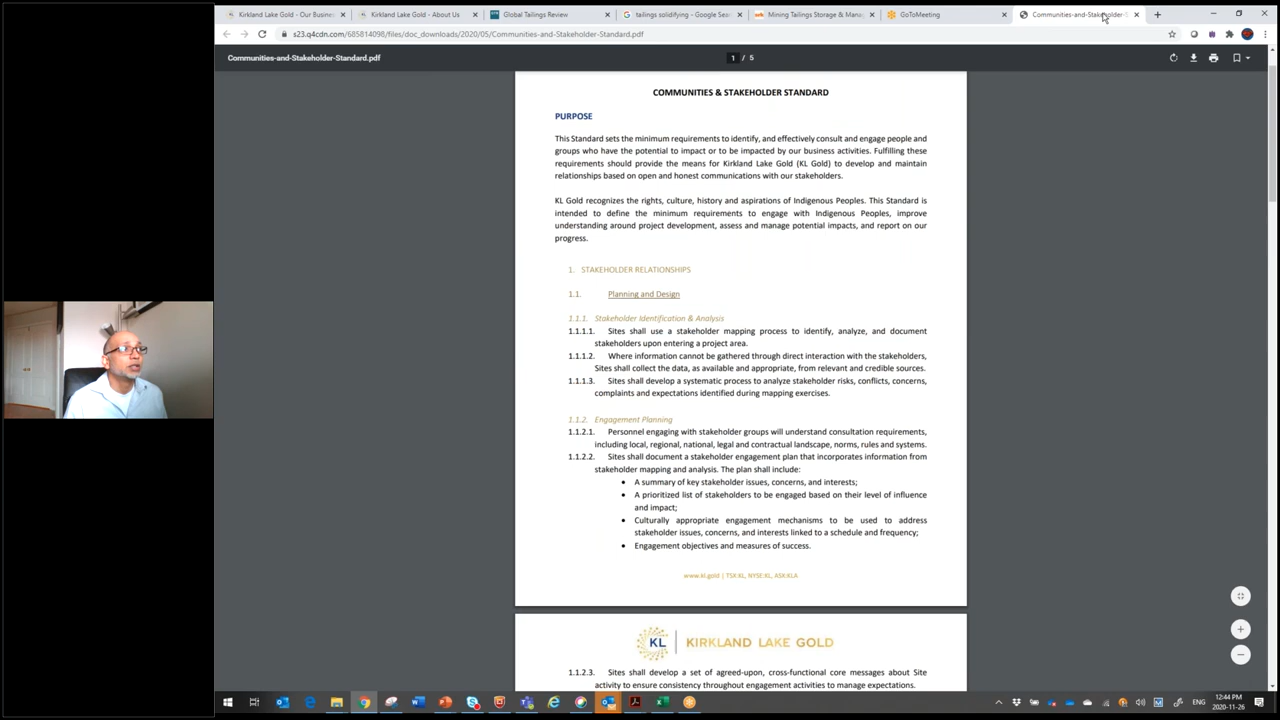 Kirkland Lake Gold - Our Busine
Kirkland Lake Gold - About Us
Global Tailings Review
tailings solidifying - Google Sea
Mining Tailings Storage & Mana
GoToMeeting
Communities-and-Stakeholder-S
s23.q4cdn.com/685814098/files/doc_downloads/2020/05/Communities-and-Stakeholder-Standard.pdf
Communities-and-Stakeholder-Standard.pdf
1 / 5
COMMUNITIES & STAKEHOLDER STANDARD
PURPOSE
This Standard sets the minimum requirements to identify, and effectively consult and engage people and
groups who have the potential to impact or to be impacted by our business activities. Fulfilling these
requirements should provide the means for Kirkland Lake Gold (KL Gold) to develop and maintain
relationships based on open and honest communications with our stakeholders.
KL Gold recognizes the rights, culture, history and aspirations of Indigenous Peoples. This Standard is
intended to define the minimum requirements to engage with Indigenous Peoples, improve
understanding around project development, assess and manage potential impacts, and report on our
progress.
1. STAKEHOLDER RELATIONSHIPS
1.1. Planning and Design
1.1.1. Stakeholder Identification & Analysis
1.1.1.1. Sites shall use a stakeholder mapping process to identify, analyze, and document
stakeholders upon entering a project area.
1.1.1.2. Where information cannot be gathered through direct interaction with the stakeholders,
Sites shall collect the data, as available and appropriate, from relevant and credible sources.
1.1.1.3. Sites shall develop a systematic process to analyze stakeholder risks, conflicts, concerns,
complaints and expectations identified during mapping exercises.
1.1.2. Engagement Planning
1.1.2.1. Personnel engaging with stakeholder groups will understand consultation requirements,
including local, regional, national, legal and contractual landscape, norms, rules and systems.
1.1.2.2. Sites shall document a stakeholder engagement plan that incorporates information from
stakeholder mapping and analysis. The plan shall include:
• A summary of key stakeholder issues, concerns, and interests;
• A prioritized list of stakeholders to be engaged based on their level of influence
and impact;
• Culturally appropriate engagement mechanisms to be used to address
stakeholder issues, concerns, and interests linked to a schedule and frequency;
• Engagement objectives and measures of success.
www.kl.gold | TSX:KL, NYSE:KL, ASX:KLA
KL KIRKLAND LAKE GOLD
1.1.2.3. Sites shall develop a set of agreed-upon, cross-functional core messages about Site
activity to ensure consistency throughout engagement activities to manage expectations.
ENG
12:44 PM
2020-11-26